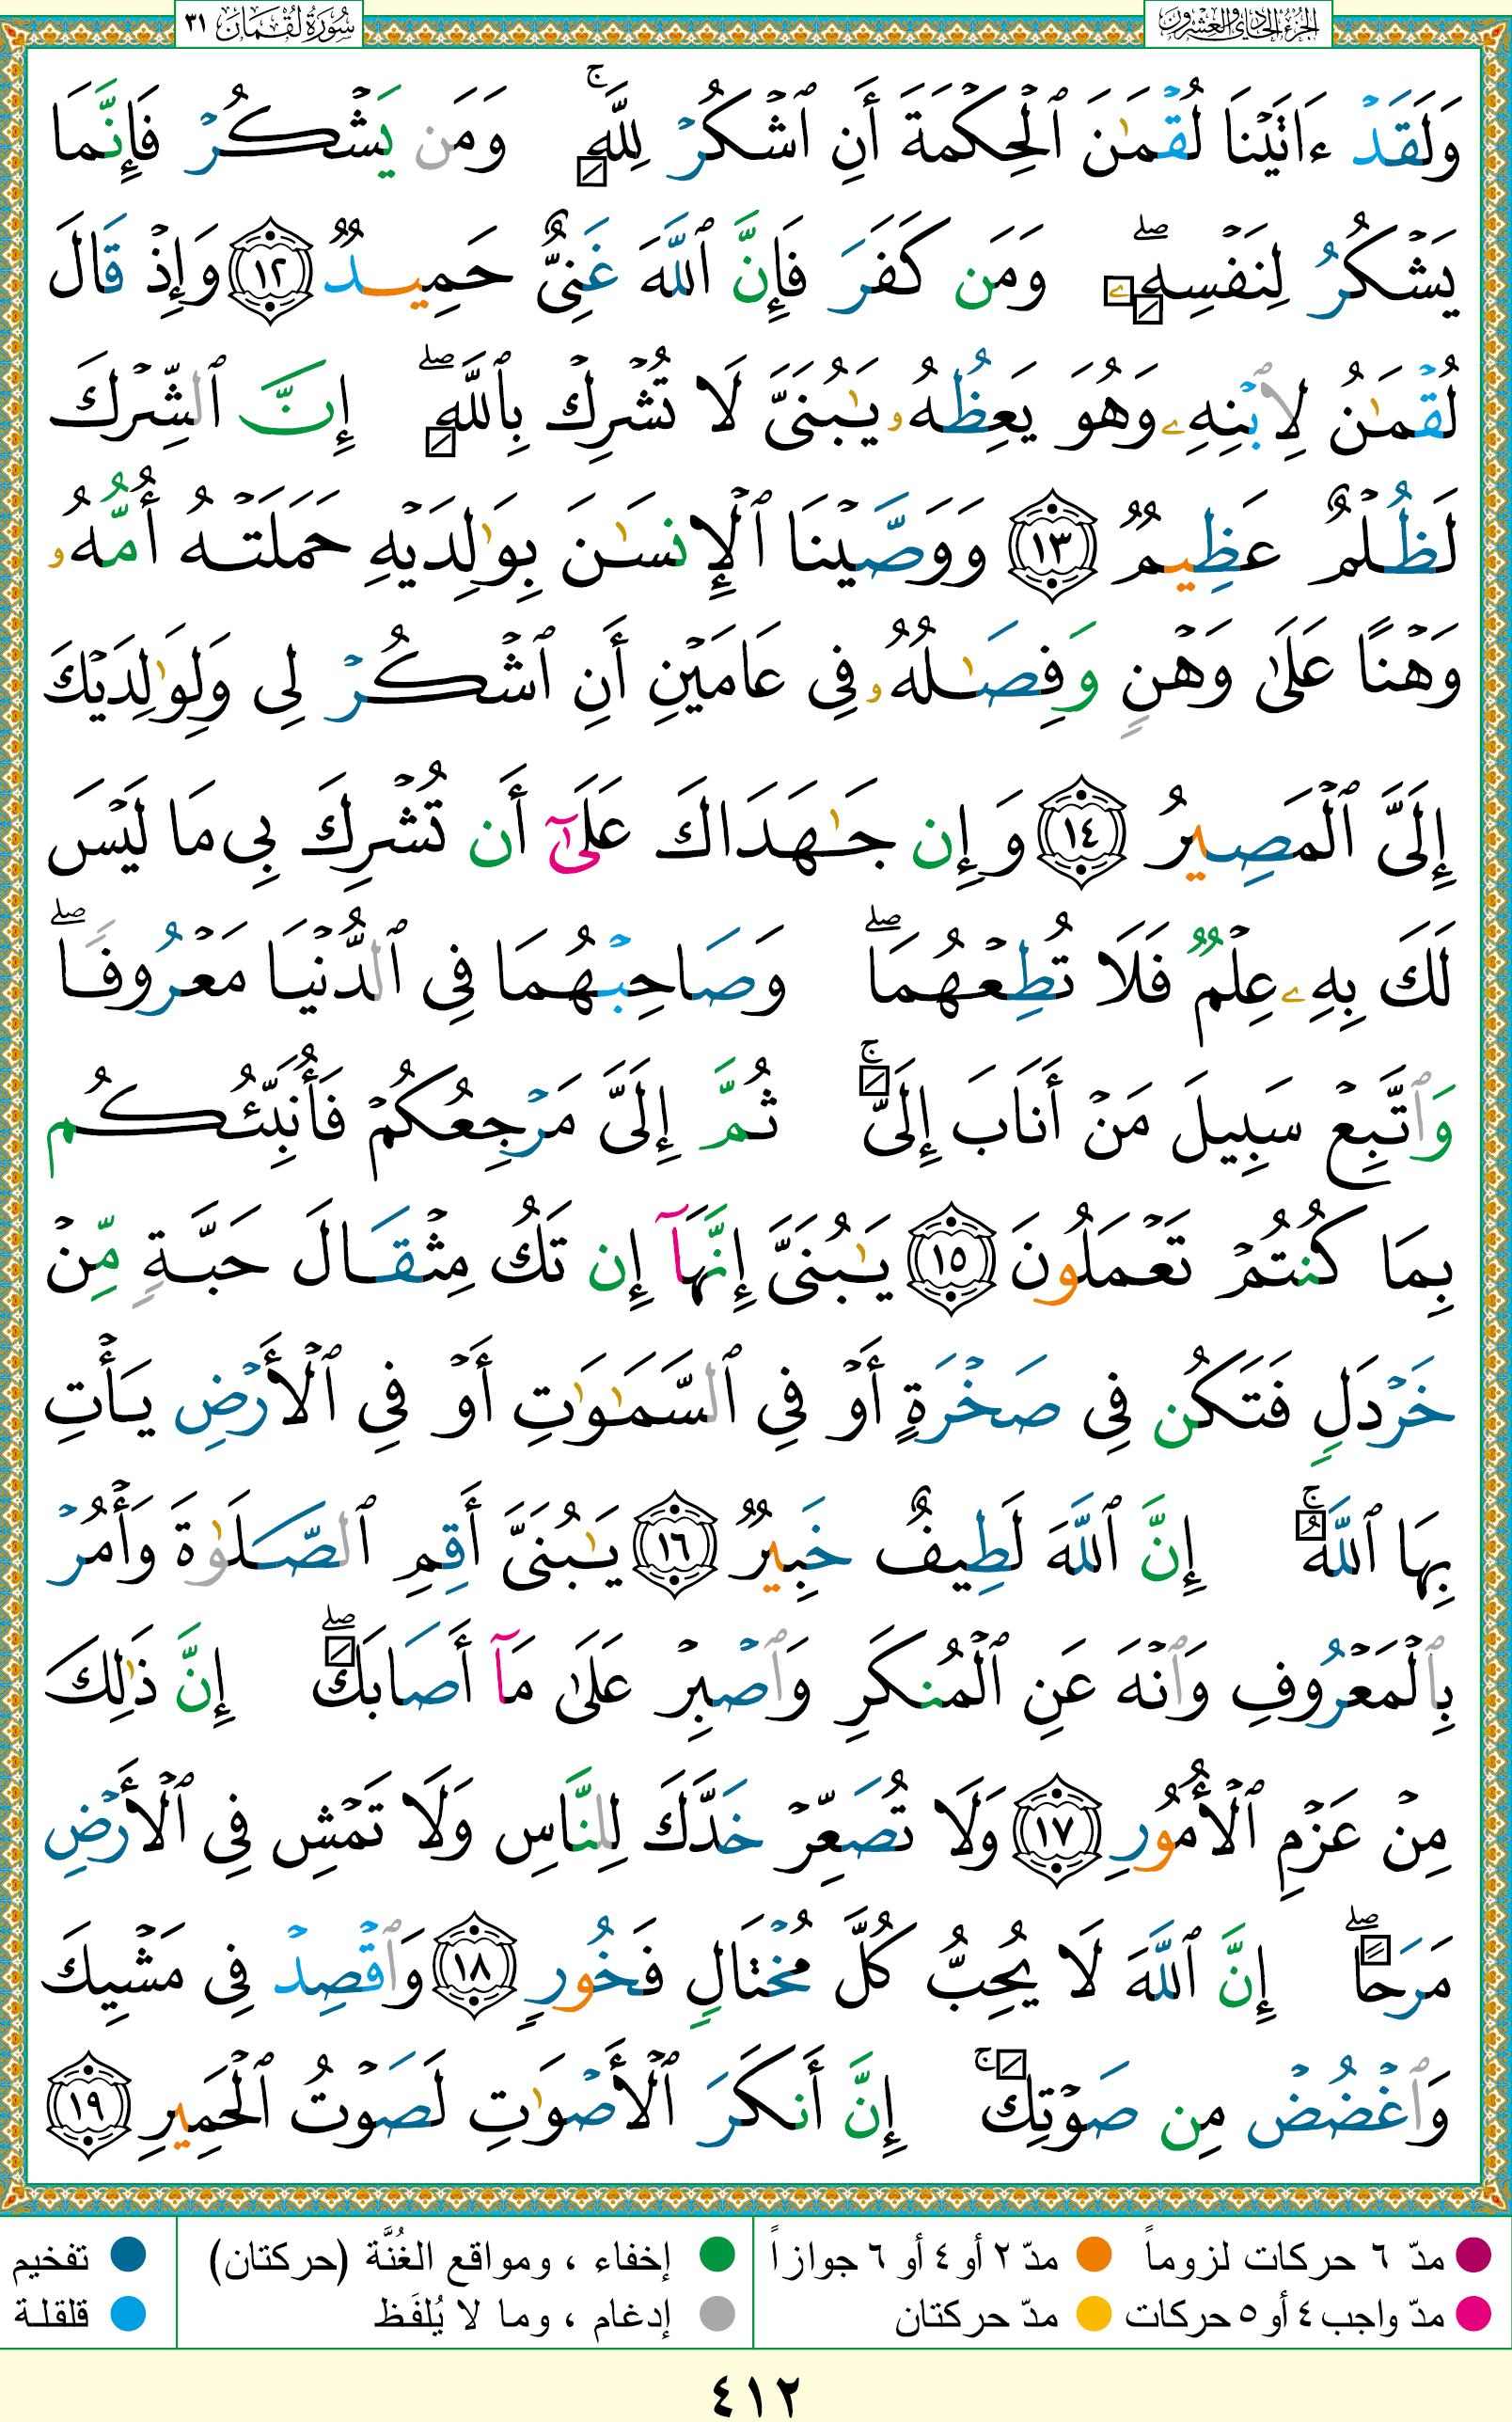 سُورَةُ لُقۡمَان ٣١
الجزء الحادي والعشرون
وَلَقَدۡ ءَاتَيۡنَا لُقۡمَٰنَ ٱلۡحِكۡمَةَ أَنِ ٱشۡكُرۡ لِلَّهِۚ وَمَن يَشۡكُرۡ فَإِنَّمَا
يَشۡكُرُ لِنَفۡسِهِۦۖ وَمَن كَفَرَ فَإِنَّ ٱللَّهَ غَنِيٌّ حَمِيدٞ ١٢ وَإِذۡ قَالَ
لُقۡمَٰنُ لِٱبۡنِهِۦ وَهُوَ يَعِظُهُۥ يَٰبُنَيَّ لَا تُشۡرِكۡ بِٱللَّهِۖ إِنَّ ٱلشِّرۡكَ
لَظُلۡمٌ عَظِيمٞ ١٣ وَوَصَّيۡنَا ٱلۡإِنسَٰنَ بِوَٰلِدَيۡهِ حَمَلَتۡهُ أُمُّهُۥ
وَهۡنًا عَلَىٰ وَهۡنٖ وَفِصَٰلُهُۥ فِي عَامَيۡنِ أَنِ ٱشۡكُرۡ لِي وَلِوَٰلِدَيۡكَ
إِلَيَّ ٱلۡمَصِيرُ ١٤ وَإِن جَٰهَدَاكَ عَلَىٰٓ أَن تُشۡرِكَ بِي مَا لَيۡسَ
لَكَ بِهِۦ عِلۡمٞ فَلَا تُطِعۡهُمَاۖ وَصَاحِبۡهُمَا فِي ٱلدُّنۡيَا مَعۡرُوفٗاۖ
وَٱتَّبِعۡ سَبِيلَ مَنۡ أَنَابَ إِلَيَّۚ ثُمَّ إِلَيَّ مَرۡجِعُكُمۡ فَأُنَبِّئُكُم
بِمَا كُنتُمۡ تَعۡمَلُونَ ١٥ يَٰبُنَيَّ إِنَّهَآ إِن تَكُ مِثۡقَالَ حَبَّةٖ مِّنۡ
خَرۡدَلٖ فَتَكُن فِي صَخۡرَةٍ أَوۡ فِي ٱلسَّمَٰوَٰتِ أَوۡ فِي ٱلۡأَرۡضِ يَأۡتِ
بِهَا ٱللَّهُۚ إِنَّ ٱللَّهَ لَطِيفٌ خَبِيرٞ ١٦ يَٰبُنَيَّ أَقِمِ ٱلصَّلَوٰةَ وَأۡمُرۡ
بِٱلۡمَعۡرُوفِ وَٱنۡهَ عَنِ ٱلۡمُنكَرِ وَٱصۡبِرۡ عَلَىٰ مَآ أَصَابَكَۖ إِنَّ ذَٰلِكَ
مِنۡ عَزۡمِ ٱلۡأُمُورِ ١٧ وَلَا تُصَعِّرۡ خَدَّكَ لِلنَّاسِ وَلَا تَمۡشِ فِي ٱلۡأَرۡضِ
مَرَحًاۖ إِنَّ ٱللَّهَ لَا يُحِبُّ كُلَّ مُخۡتَالٖ فَخُورٖ ١٨ وَٱقۡصِدۡ فِي مَشۡيِكَ
وَٱغۡضُضۡ مِن صَوۡتِكَۚ إِنَّ أَنكَرَ ٱلۡأَصۡوَٰتِ لَصَوۡتُ ٱلۡحَمِيرِ ١٩
مدّ ٦ حركات لزوماً مدّ ٢ أو ٤ أو ٦ جوازاً إخفاء ، ومواقع الغُنَّة (حركتان) تفخيم
مدّ واجب ٤ أو ٥ حركات مدّ حركتان إدغام ، وما لا يُلفَظ قلقلة
٤١٢